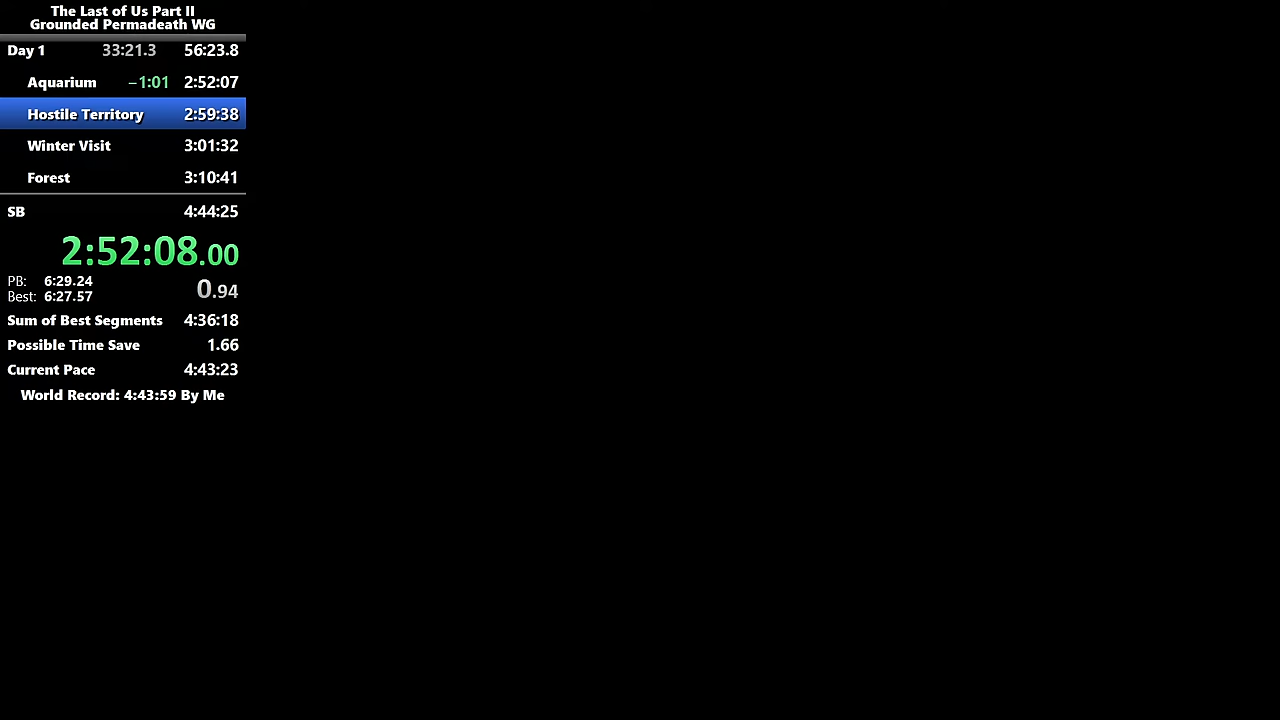 The Last of Us Part II
Grounded Permadeath WG
Day 1 33:21.3 56:23.8
Aquarium −1:01 2:52:07
Hostile Territory 2:59:38
Winter Visit 3:01:32
Forest 3:10:41
SB 4:44:25
2:52:08.00
PB: 6:29.24 0.94
Best: 6:27.57
Sum of Best Segments 4:36:18
Possible Time Save 1.66
Current Pace 4:43:23
World Record: 4:43:59 By Me